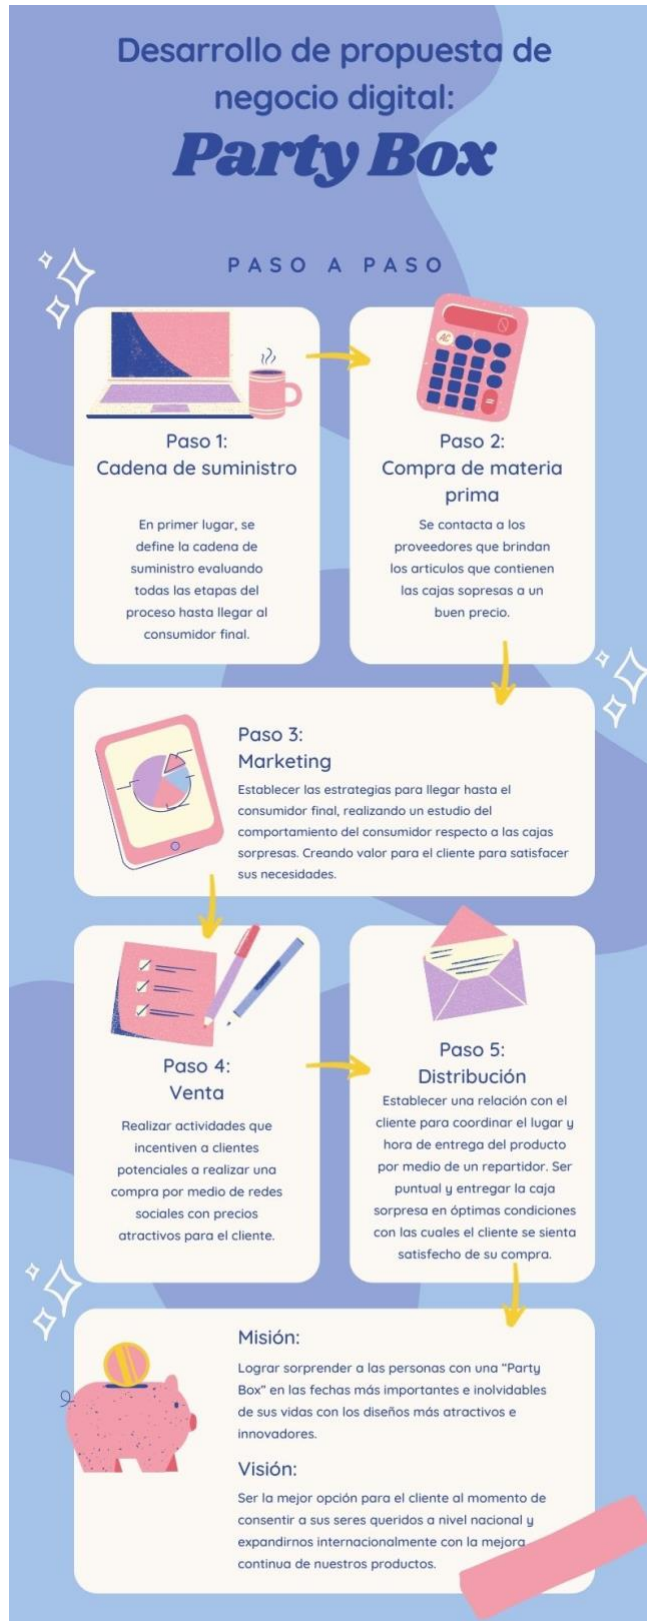 Desarrollo de propuesta de
negocio digital:
Party Box
PASO A PASO
Paso 1:
Cadena de suministro
En primer lugar, se
define la cadena de
suministro evaluando
todas las etapas del
proceso hasta llegar al
consumidor final.
Paso 2:
Compra de materia
prima
Se contacta a los
proveedores que brindan
los articulos que contienen
las cajas sopresas a un
buen precio.
Paso 3:
Marketing
Establecer las estrategias para llegar hasta el
consumidor final, realizando un estudio del
comportamiento del consumidor respecto a las cajas
sorpresas. Creando valor para el cliente para satisfacer
sus necesidades.
Paso 4:
Venta
Realizar actividades que
incentiven a clientes
potenciales a realizar una
compra por medio de redes
sociales con precios
atractivos para el cliente.
Paso 5:
Distribución
Establecer una relación con el
cliente para coordinar el lugar y
hora de entrega del producto
por medio de un repartidor. Ser
puntual y entregar la caja
sorpresa en óptimas condiciones
con las cuales el cliente se sienta
satisfecho de su compra.
Misión:
Lograr sorprender a las personas con una "Party
Box" en las fechas más importantes e inolvidables
de sus vidas con los diseños más atractivos e
innovadores.
Visión:
Ser la mejor opción para el cliente al momento de
consentir a sus seres queridos a nivel nacional y
expandirnos internacionalmente con la mejora
continua de nuestros productos.